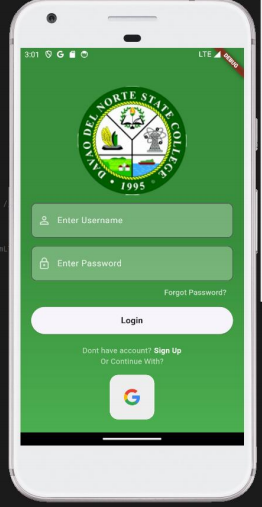 3:01
LTE
DEBUG
DAVAO DEL NORTE STATE COLLEGE
1995
Enter Username
Enter Password
Forgot Password?
Login
Dont have account? Sign Up
Or Continue With?
G